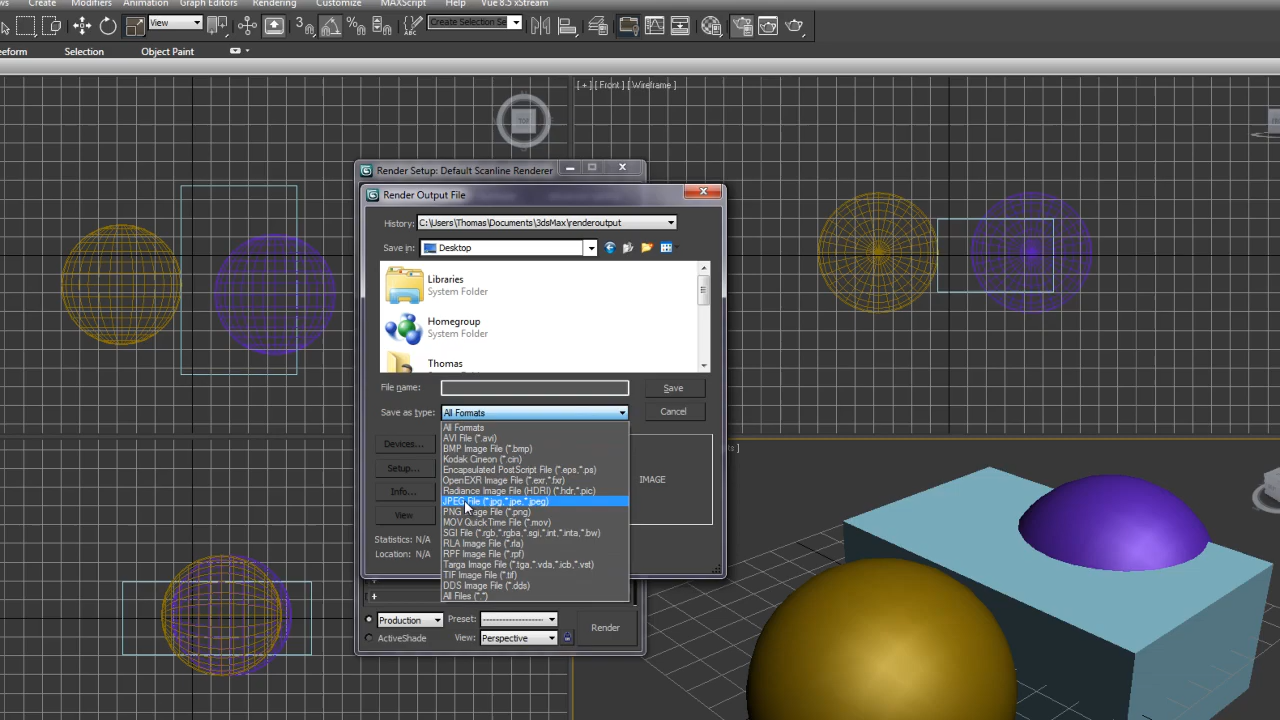 Create Modifiers Animation Graph Editors Rendering Customize MAXScript Help Vue 8.5 xStream
View
Create Selection Se
eeform Selection Object Paint
[ + ] [ Front ] [ Wireframe ]
TOP
Render Setup: Default Scanline Renderer
Render Output File
History: C:\Users\Thomas\Documents\3dsMax\renderoutput
Save in: Desktop
Libraries
System Folder
Homegroup
System Folder
Thomas
File name:
Save
Save as type: All Formats
Cancel
All Formats
AVI File (*.avi)
BMP Image File (*.bmp)
Kodak Cineon (*.cin)
Encapsulated PostScript File (*.eps,*.ps)
OpenEXR Image File (*.exr,*.fxr)
Radiance Image File (HDRI) (*.hdr,*.pic)
JPEG File (*.jpg,*.jpe,*.jpeg)
PNG Image File (*.png)
MOV QuickTime File (*.mov)
SGI File (*.rgb,*.rgba,*.sgi,*.int,*.inta,*.bw)
RLA Image File (*.rla)
RPF Image File (*.rpf)
Targa Image File (*.tga,*.vda,*.icb,*.vst)
TIF Image File (*.tif)
DDS Image File (*.dds)
All Files (*.*)
Devices...
Setup...
Info...
View
IMAGE
Statistics: N/A
Location: N/A
Production
Preset:
Render
ActiveShade
View: Perspective